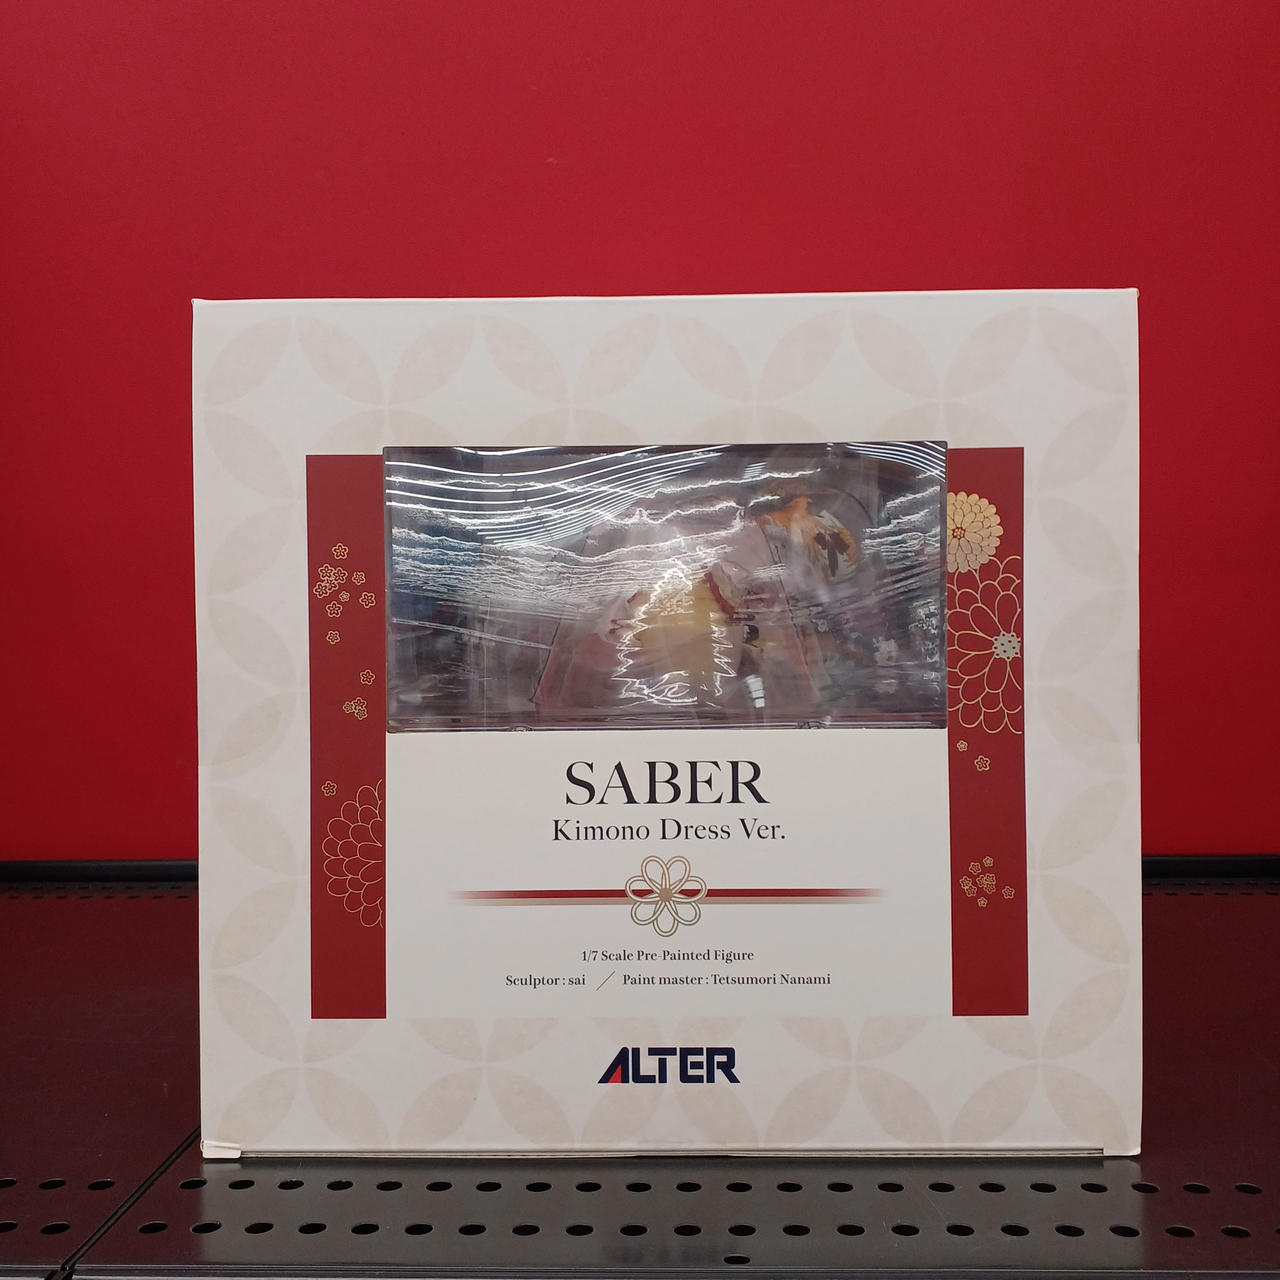 SABER
Kimono Dress Ver.
1/7 Scale Pre-Painted Figure
Sculptor : sai / Paint master : Tetsumori Nanami
ALTER